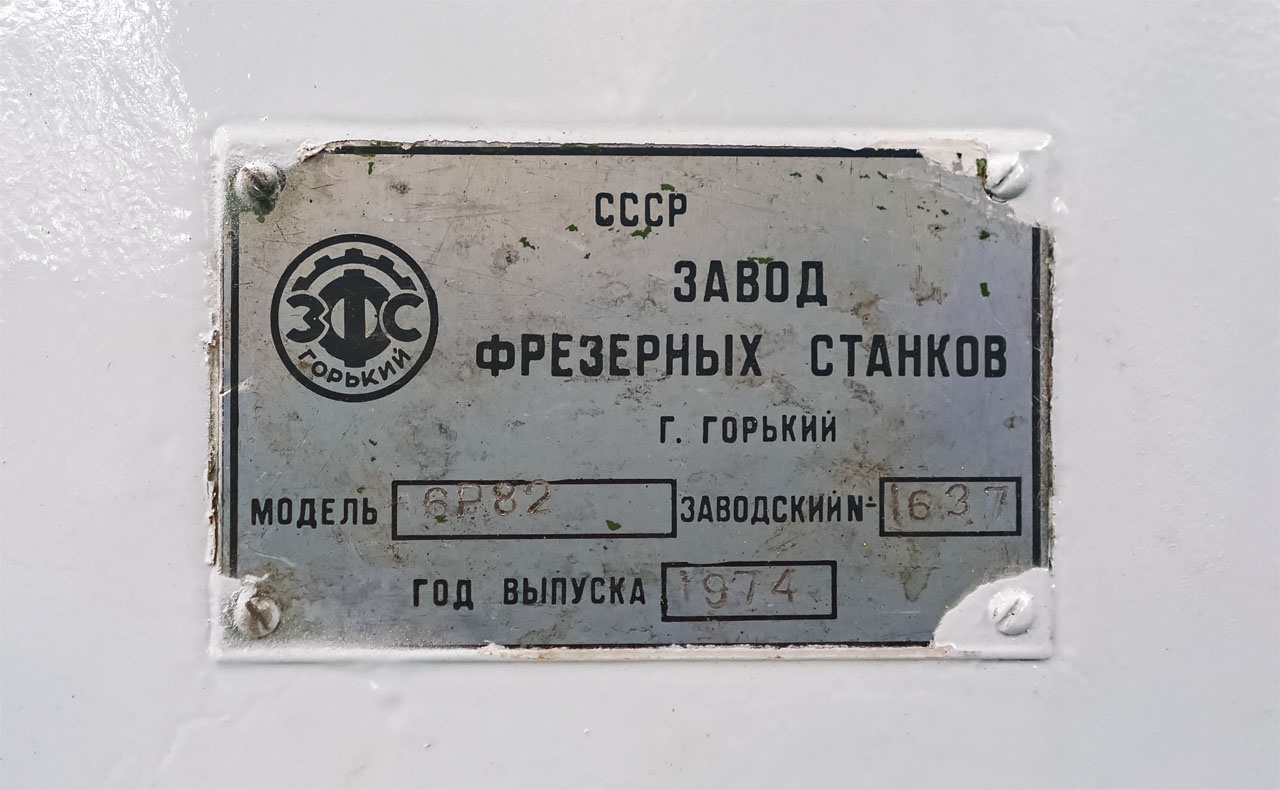 СССР
ЗАВОД
ФРЕЗЕРНЫХ СТАНКОВ
ЗФС
ГОРЬКИЙ
Г. ГОРЬКИЙ
МОДЕЛЬ 6Р82 ЗАВОДСКИЙ № 1637
ГОД ВЫПУСКА 1974